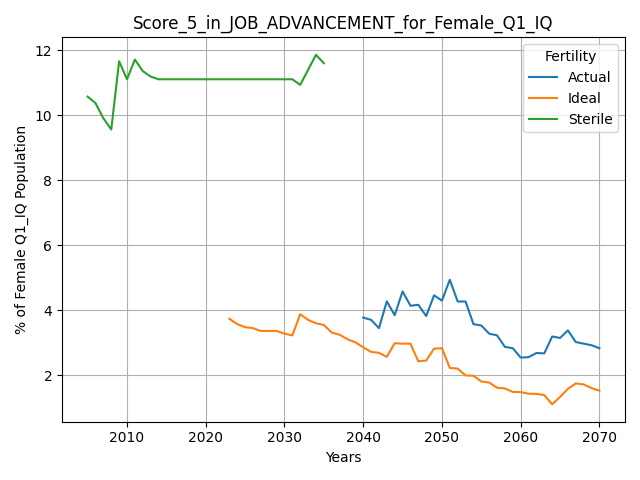 Score_5_in_JOB_ADVANCEMENT_for_Female_Q1_IQ
Fertility
Actual
Ideal
Sterile
% of Female Q1_IQ Population
12
10
8
6
4
2
2010 2020 2030 2040 2050 2060 2070
Years